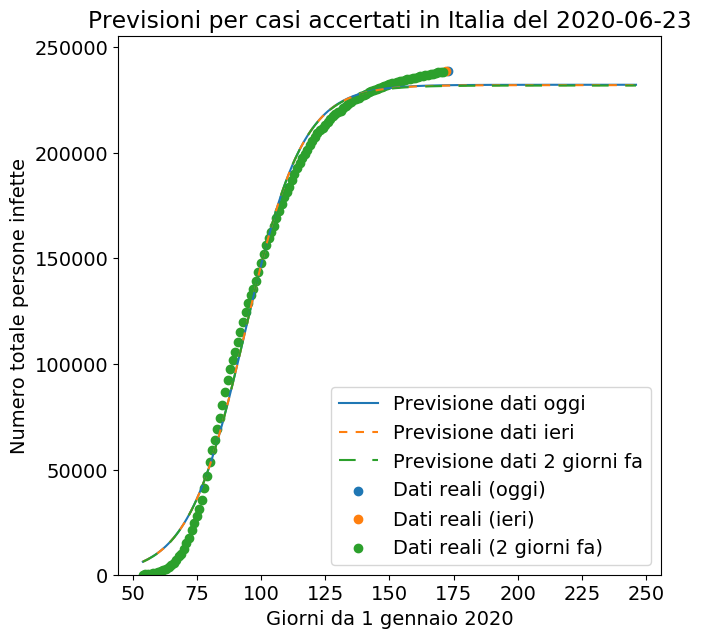 Previsioni per casi accertati in Italia del 2020-06-23
Numero totale persone infette
250000
200000
150000
100000
50000
0
50 75 100 125 150 175 200 225 250
Giorni da 1 gennaio 2020
Previsione dati oggi
Previsione dati ieri
Previsione dati 2 giorni fa
Dati reali (oggi)
Dati reali (ieri)
Dati reali (2 giorni fa)